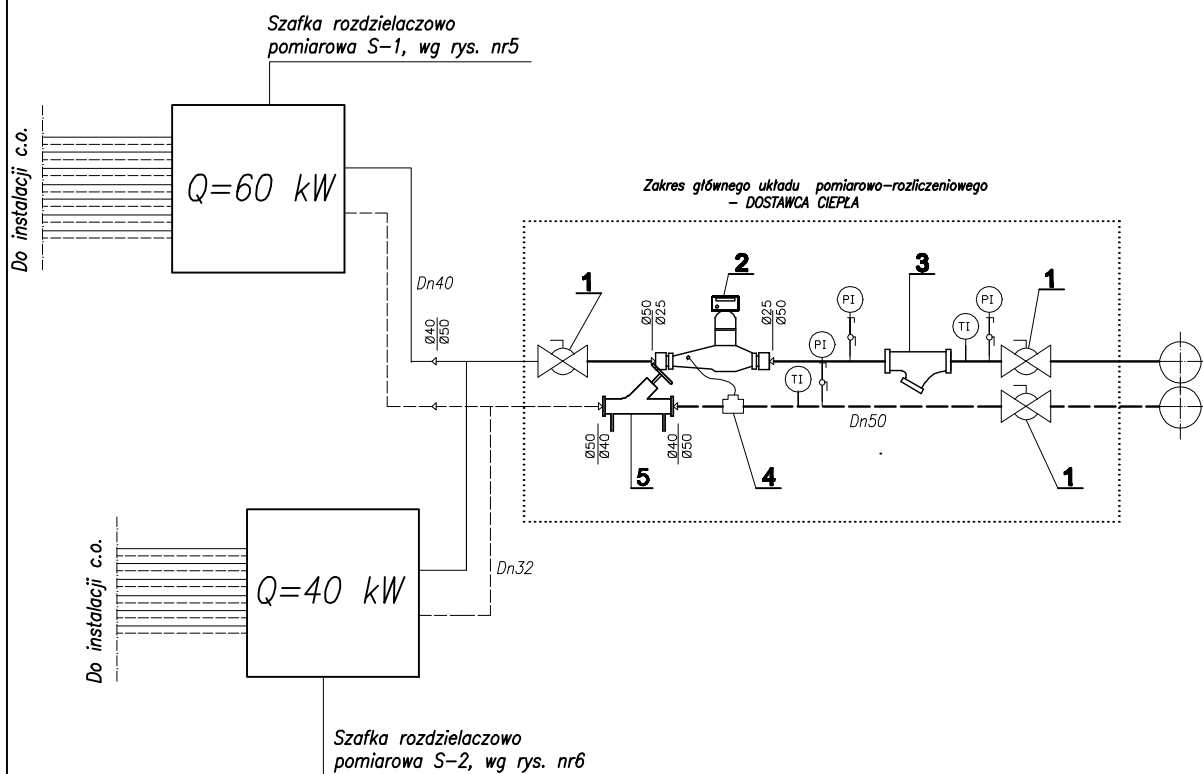 Szafka rozdzielaczowo
pomiarowa S-1, wg rys. nr5
Do instalacji c.o.
Q=60 kW
Zakres głównego układu pomiarowo-rozliczeniowego
- DOSTAWCA CIEPŁA
Dn40
Ø40
Ø50
1
Ø50
Ø25
2
Ø25
Ø50
PI
PI
3
TI
PI
1
TI
Dn50
Ø50
Ø40
5
Ø40
Ø50
4
1
Do instalacji c.o.
Q=40 kW
Dn32
Szafka rozdzielaczowo
pomiarowa S-2, wg rys. nr6